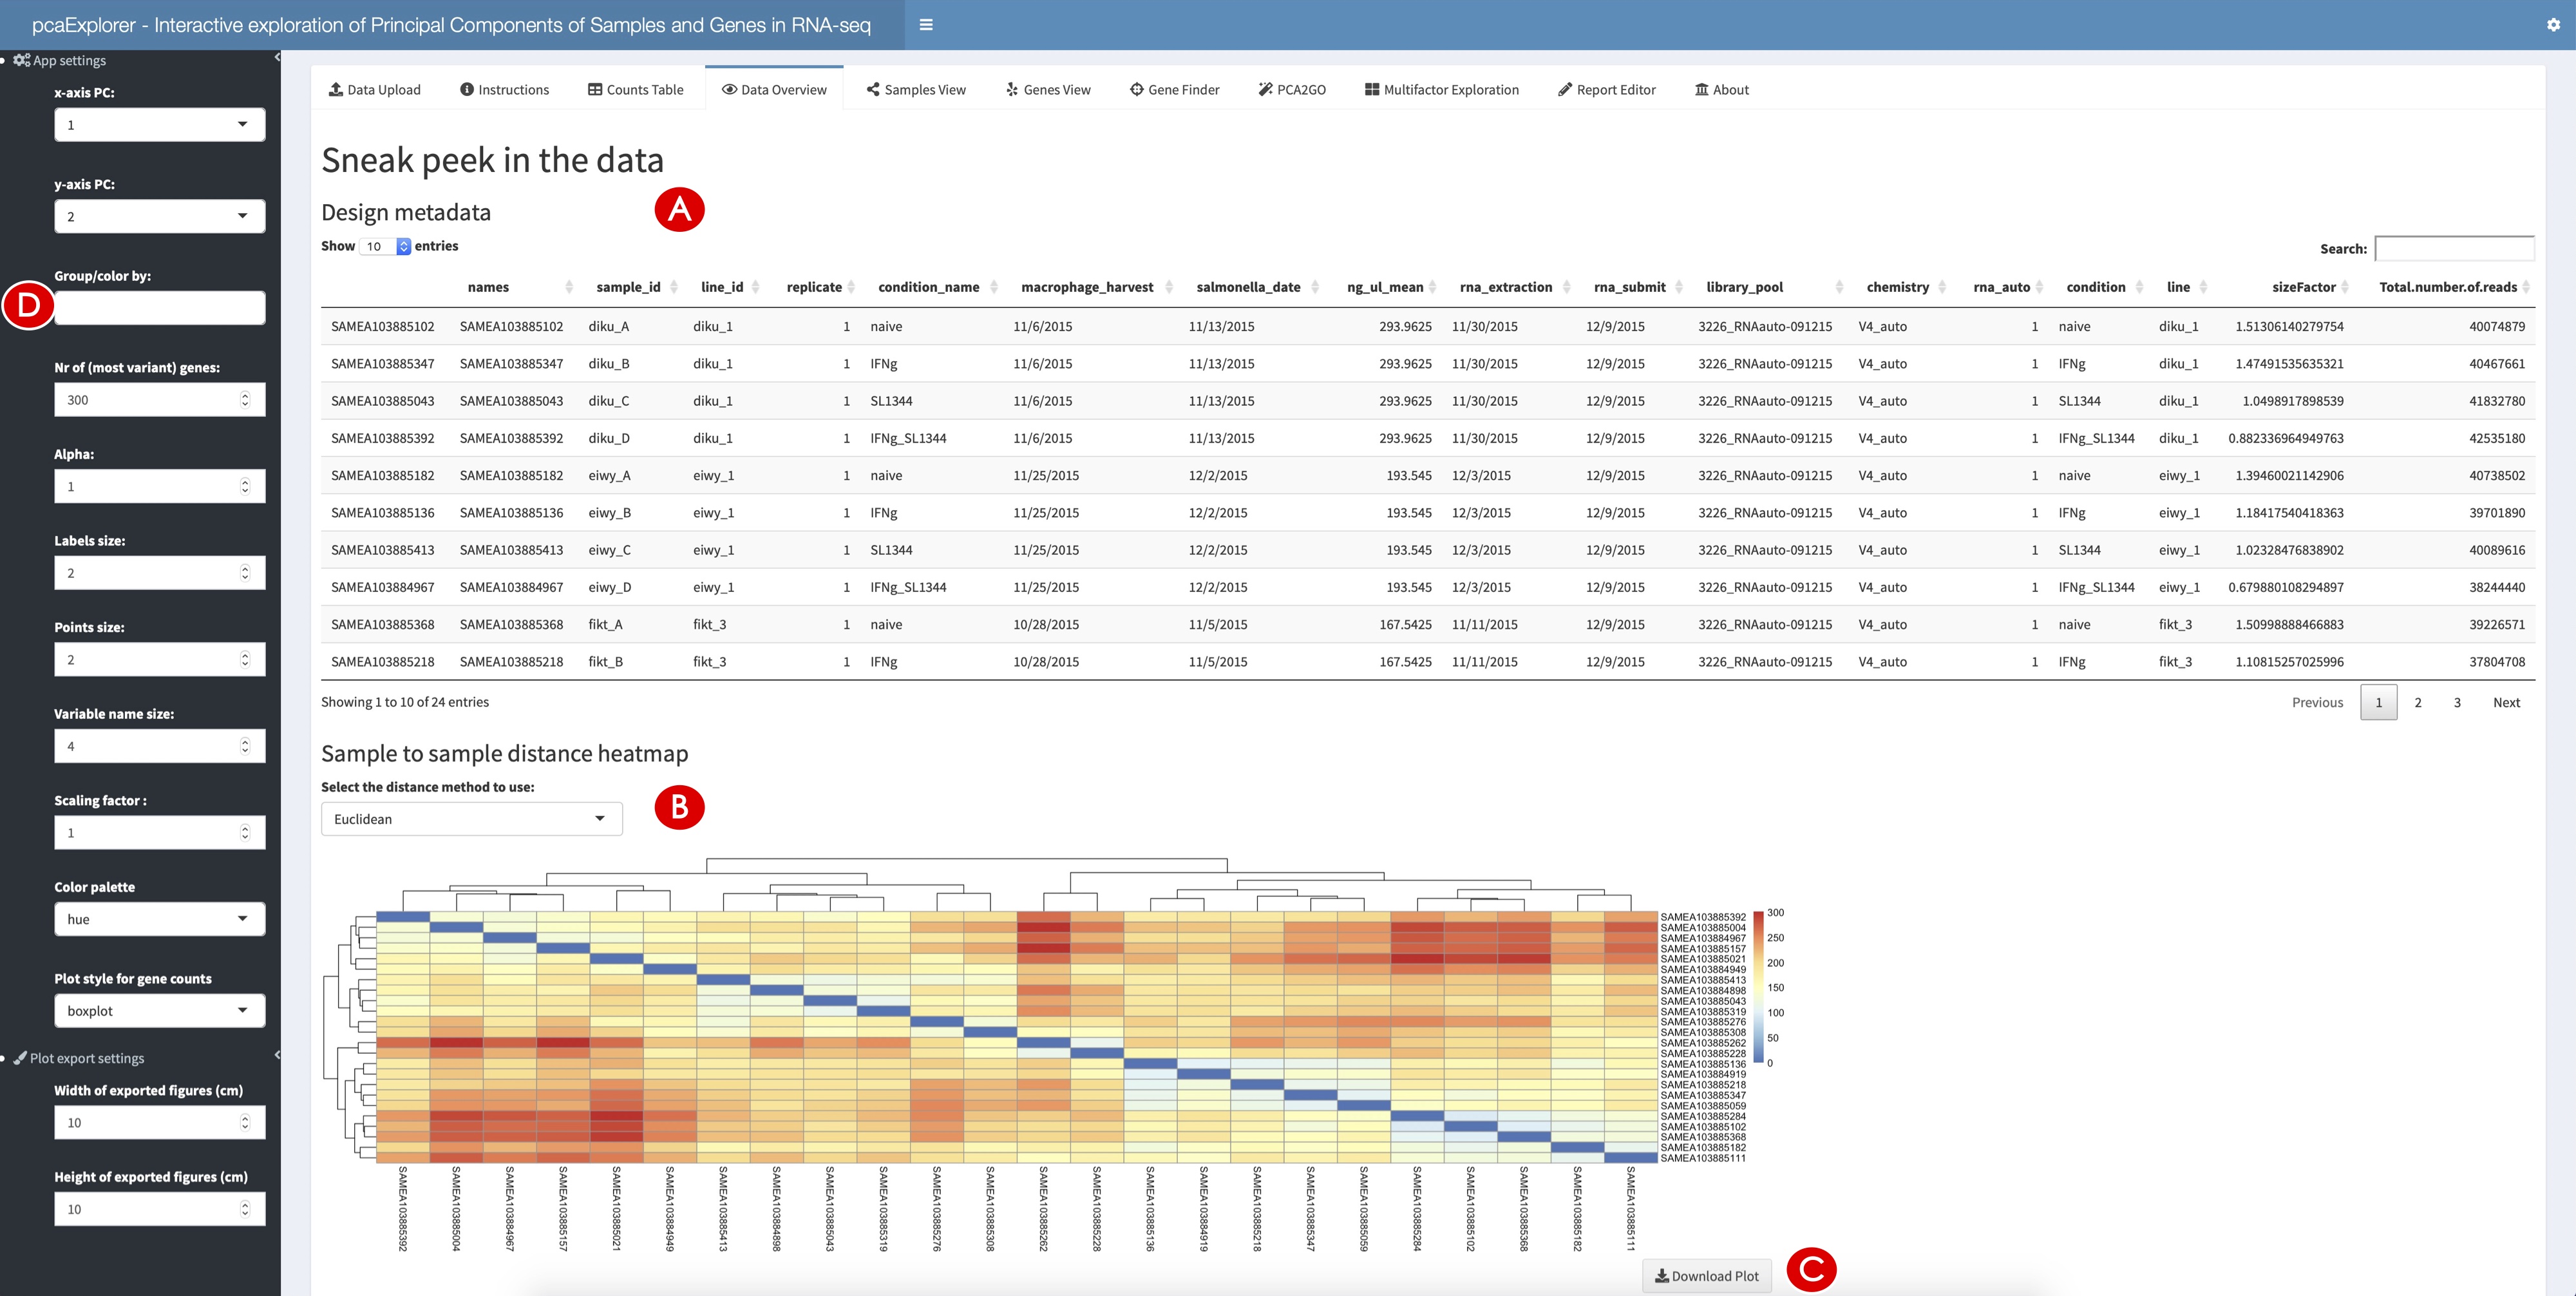 pcaExplorer - Interactive exploration of Principal Components of Samples and Genes in RNA-seq
App settings
x-axis PC:
1
y-axis PC:
2
Group/color by:
D
Nr of (most variant) genes:
300
Alpha:
1
Labels size:
2
Points size:
2
Variable name size:
4
Scaling factor :
1
Color palette
hue
Plot style for gene counts
boxplot
Plot export settings
Width of exported figures (cm)
10
Height of exported figures (cm)
10
Data Upload Instructions Counts Table Data Overview Samples View Genes View Gene Finder PCA2GO Multifactor Exploration Report Editor About
Sneak peek in the data
Design metadata
A
Show 10 entries
Search:
names sample_id line_id replicate condition_name macrophage_harvest salmonella_date ng_ul_mean rna_extraction rna_submit library_pool chemistry rna_auto condition line sizeFactor Total.number.of.reads
SAMEA103885102 SAMEA103885102 diku_A diku_1 1 naive 11/6/2015 11/13/2015 293.9625 11/30/2015 12/9/2015 3226_RNAauto-091215 V4_auto 1 naive diku_1 1.51306140279754 40074879
SAMEA103885347 SAMEA103885347 diku_B diku_1 1 IFNg 11/6/2015 11/13/2015 293.9625 11/30/2015 12/9/2015 3226_RNAauto-091215 V4_auto 1 IFNg diku_1 1.47491535635321 40467661
SAMEA103885043 SAMEA103885043 diku_C diku_1 1 SL1344 11/6/2015 11/13/2015 293.9625 11/30/2015 12/9/2015 3226_RNAauto-091215 V4_auto 1 SL1344 diku_1 1.0498917898539 41832780
SAMEA103885392 SAMEA103885392 diku_D diku_1 1 IFNg_SL1344 11/6/2015 11/13/2015 293.9625 11/30/2015 12/9/2015 3226_RNAauto-091215 V4_auto 1 IFNg_SL1344 diku_1 0.882336964949763 42535180
SAMEA103885182 SAMEA103885182 eiwy_A eiwy_1 1 naive 11/25/2015 12/2/2015 193.545 12/3/2015 12/9/2015 3226_RNAauto-091215 V4_auto 1 naive eiwy_1 1.39460021142906 40738502
SAMEA103885136 SAMEA103885136 eiwy_B eiwy_1 1 IFNg 11/25/2015 12/2/2015 193.545 12/3/2015 12/9/2015 3226_RNAauto-091215 V4_auto 1 IFNg eiwy_1 1.18417540418363 39701890
SAMEA103885413 SAMEA103885413 eiwy_C eiwy_1 1 SL1344 11/25/2015 12/2/2015 193.545 12/3/2015 12/9/2015 3226_RNAauto-091215 V4_auto 1 SL1344 eiwy_1 1.02328476838902 40089616
SAMEA103884967 SAMEA103884967 eiwy_D eiwy_1 1 IFNg_SL1344 11/25/2015 12/2/2015 193.545 12/3/2015 12/9/2015 3226_RNAauto-091215 V4_auto 1 IFNg_SL1344 eiwy_1 0.679880108294897 38244440
SAMEA103885368 SAMEA103885368 fikt_A fikt_3 1 naive 10/28/2015 11/5/2015 167.5425 11/11/2015 12/9/2015 3226_RNAauto-091215 V4_auto 1 naive fikt_3 1.50998888466883 39226571
SAMEA103885218 SAMEA103885218 fikt_B fikt_3 1 IFNg 10/28/2015 11/5/2015 167.5425 11/11/2015 12/9/2015 3226_RNAauto-091215 V4_auto 1 IFNg fikt_3 1.10815257025996 37804708
Showing 1 to 10 of 24 entries
Previous 1 2 3 Next
Sample to sample distance heatmap
Select the distance method to use:
Euclidean
B
SAMEA103885392
SAMEA103885004
SAMEA103884967
SAMEA103885157
SAMEA103885021
SAMEA103884949
SAMEA103885413
SAMEA103884898
SAMEA103885043
SAMEA103885319
SAMEA103885276
SAMEA103885308
SAMEA103885262
SAMEA103885228
SAMEA103885136
SAMEA103884919
SAMEA103885218
SAMEA103885347
SAMEA103885059
SAMEA103885284
SAMEA103885102
SAMEA103885368
SAMEA103885182
SAMEA103885111
300
250
200
150
100
50
0
SAMEA103885392
SAMEA103885004
SAMEA103884967
SAMEA103885157
SAMEA103885021
SAMEA103884949
SAMEA103885413
SAMEA103884898
SAMEA103885043
SAMEA103885319
SAMEA103885276
SAMEA103885308
SAMEA103885262
SAMEA103885228
SAMEA103885136
SAMEA103884919
SAMEA103885218
SAMEA103885347
SAMEA103885059
SAMEA103885284
SAMEA103885102
SAMEA103885368
SAMEA103885182
SAMEA103885111
Download Plot
C